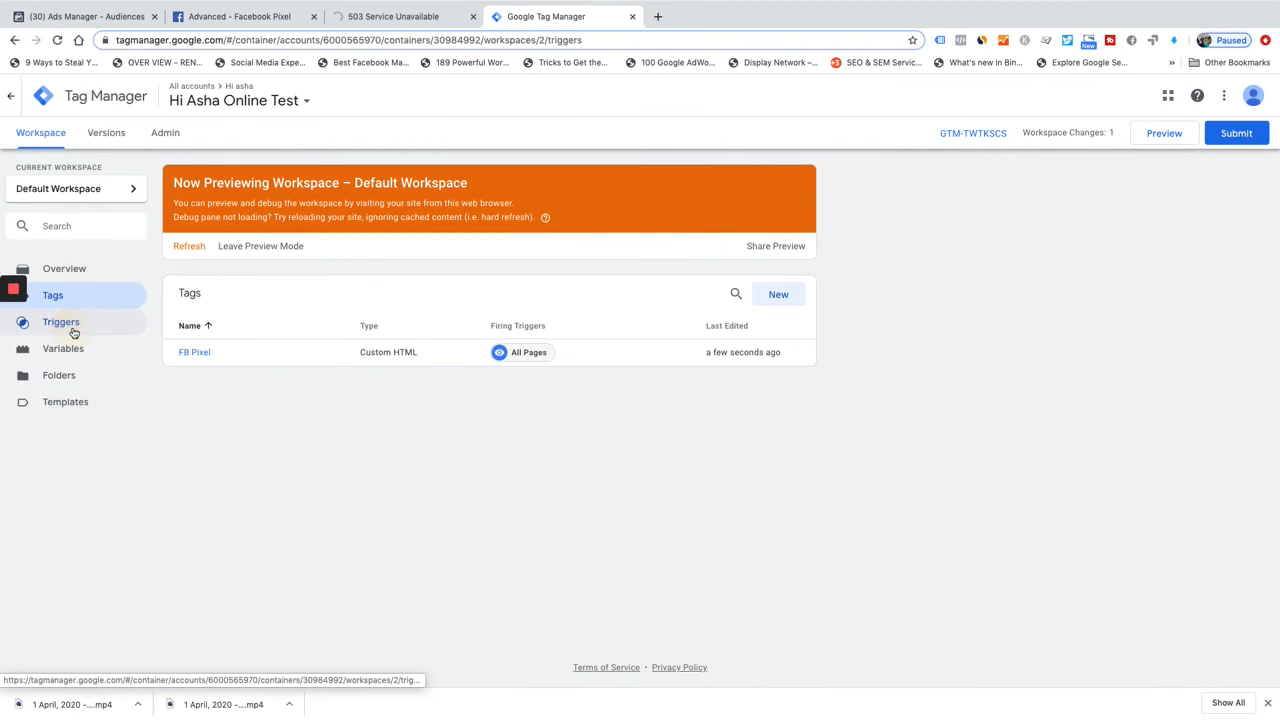 (30) Ads Manager - Audiences
Advanced - Facebook Pixel
503 Service Unavailable
Google Tag Manager
tagmanager.google.com/#/container/accounts/6000565970/containers/30984992/workspaces/2/triggers
New
Paused
9 Ways to Steal Y...
OVER VIEW - REN...
Social Media Expe...
Best Facebook Ma...
189 Powerful Wor...
Tricks to Get the...
100 Google AdWo...
Display Network –...
SEO & SEM Servic...
What's new in Bin...
Explore Google Se...
»
Other Bookmarks
Tag Manager
All accounts > Hi asha
Hi Asha Online Test
Workspace
Versions
Admin
GTM-TWTKSCS
Workspace Changes: 1
Preview
Submit
CURRENT WORKSPACE
Default Workspace
Search
Overview
Tags
Triggers
Variables
Folders
Templates
Now Previewing Workspace – Default Workspace
You can preview and debug the workspace by visiting your site from this web browser.
Debug pane not loading? Try reloading your site, ignoring cached content (i.e. hard refresh).
Refresh
Leave Preview Mode
Share Preview
Tags
New
Name
Type
Firing Triggers
Last Edited
FB Pixel
Custom HTML
All Pages
a few seconds ago
Terms of Service
Privacy Policy
https://tagmanager.google.com/#/container/accounts/6000565970/containers/30984992/workspaces/2/trig...
1 April, 2020 -....mp4
1 April, 2020 -....mp4
Show All